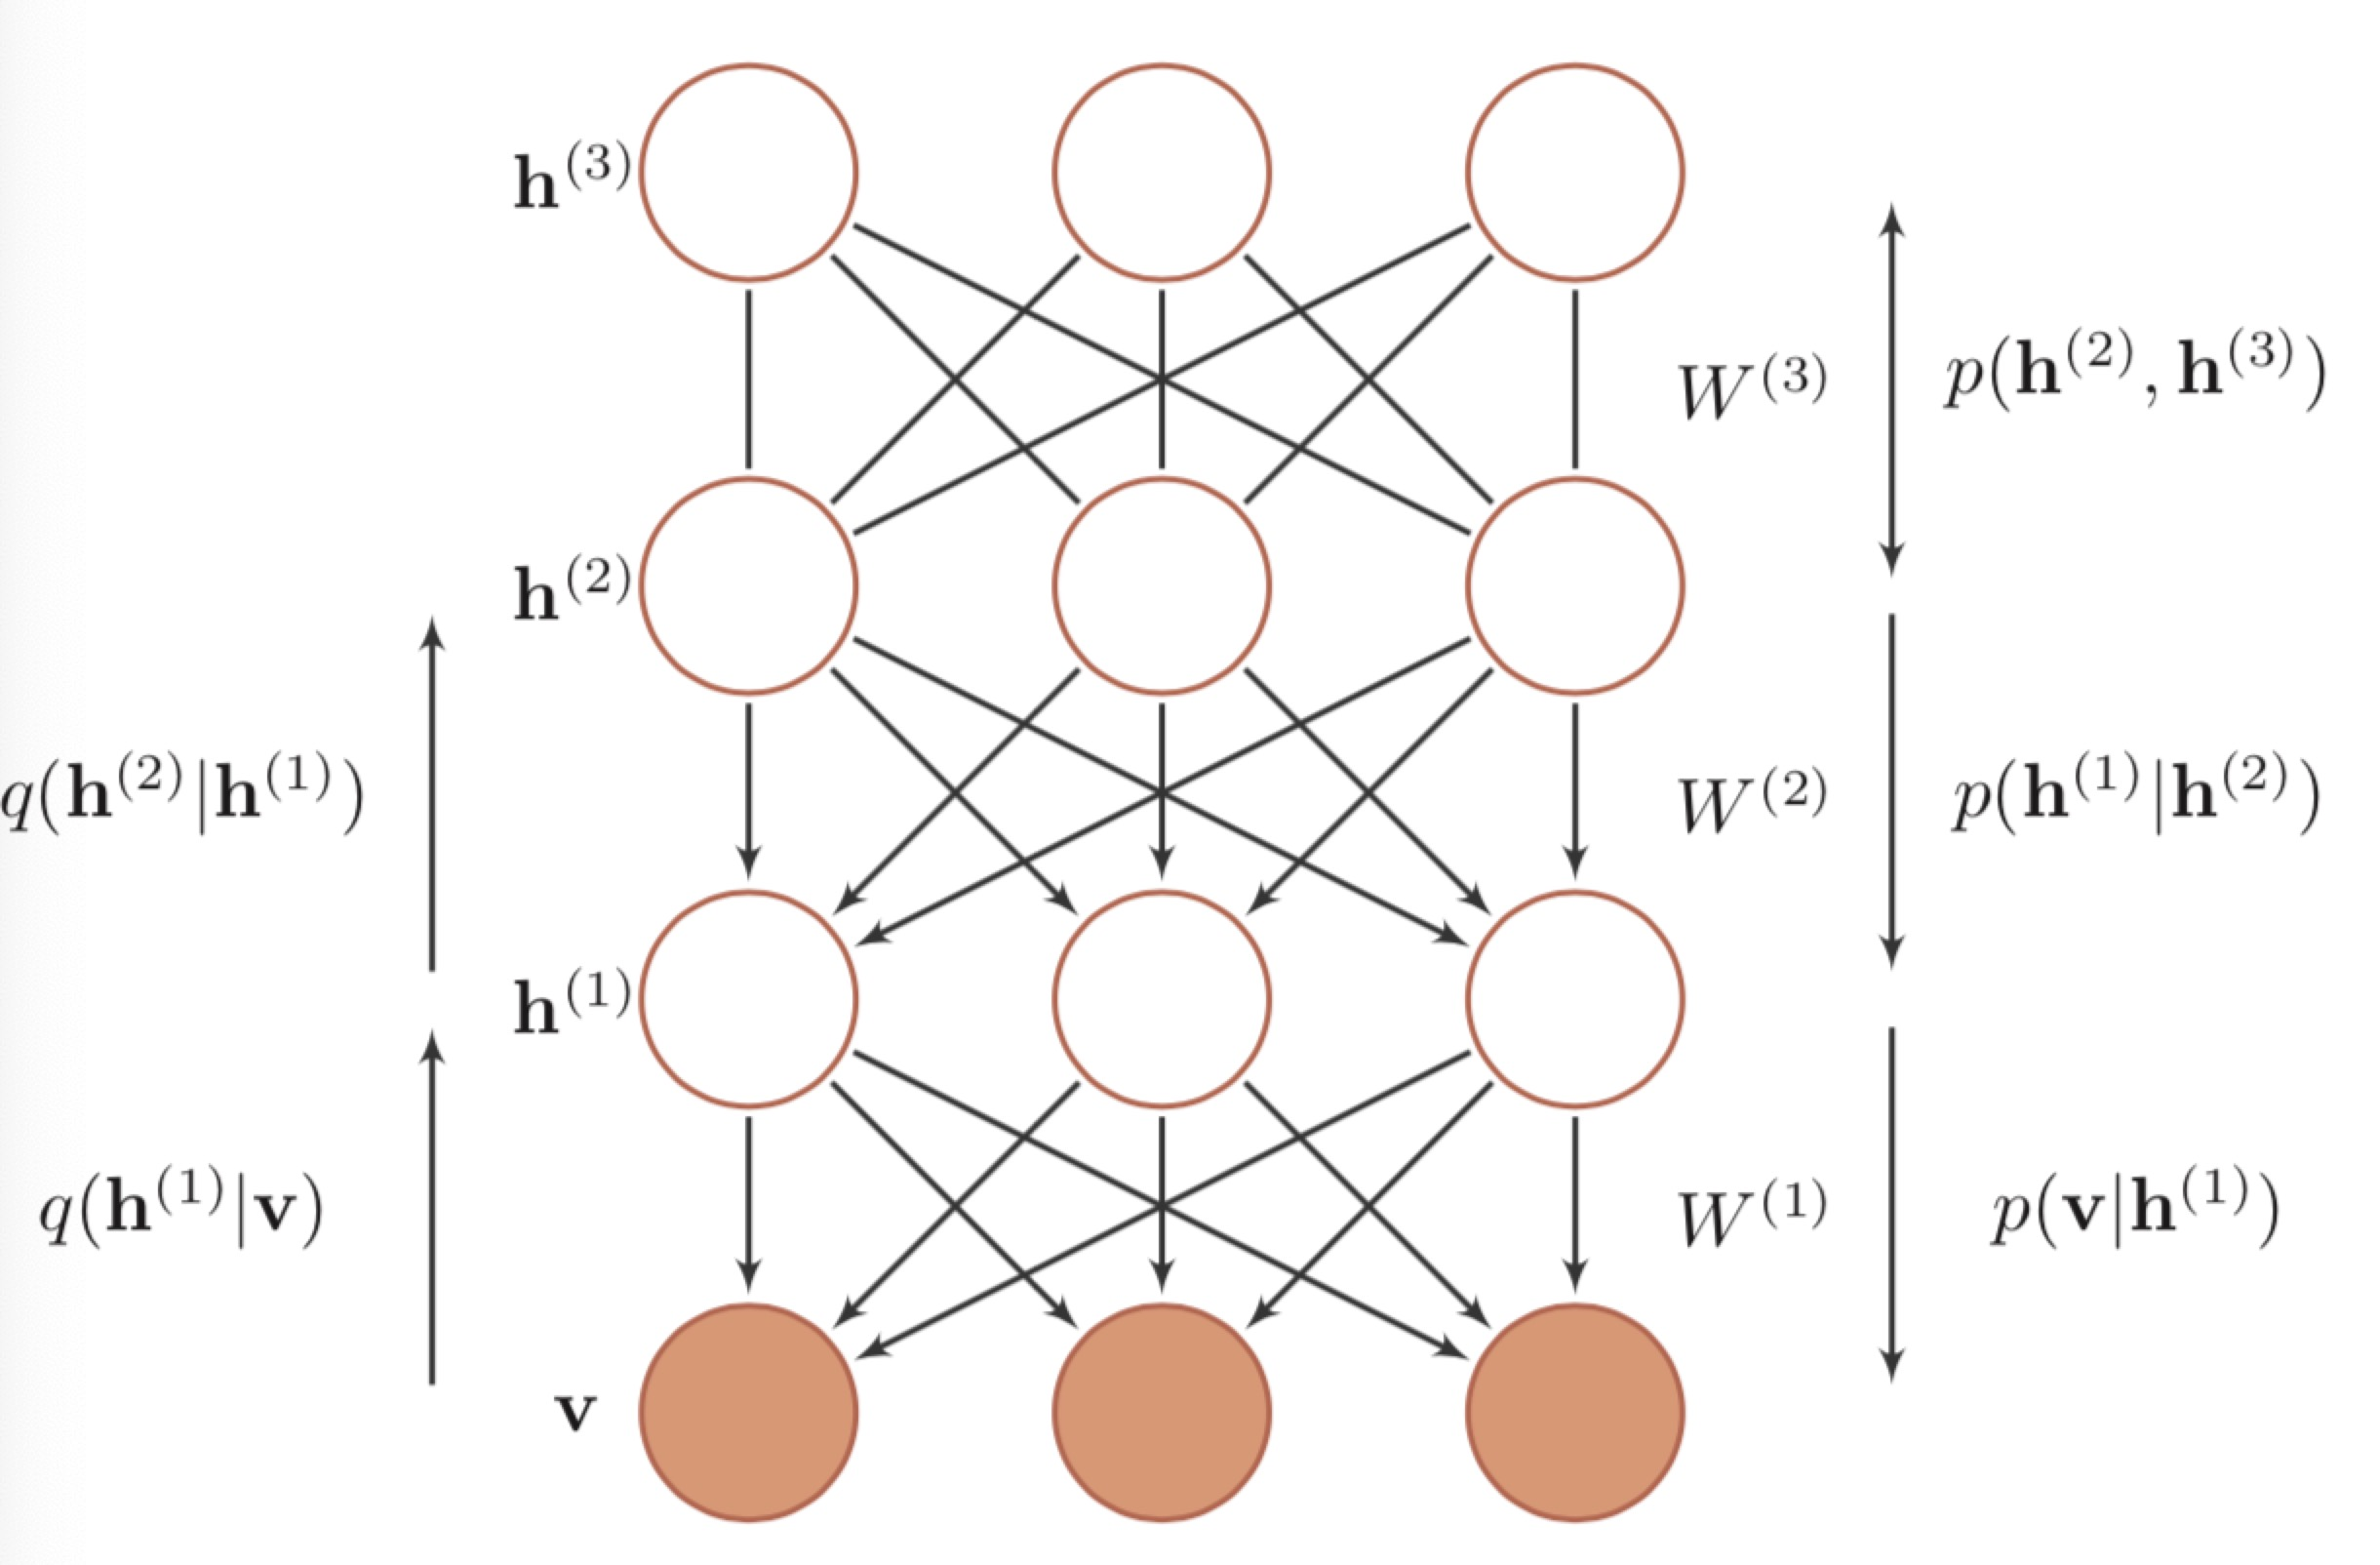 h^(3)
W^(3) p(h^(2), h^(3))
h^(2)
q(h^(2)|h^(1)) W^(2) p(h^(1)|h^(2))
h^(1)
q(h^(1)|v) W^(1) p(v|h^(1))
v